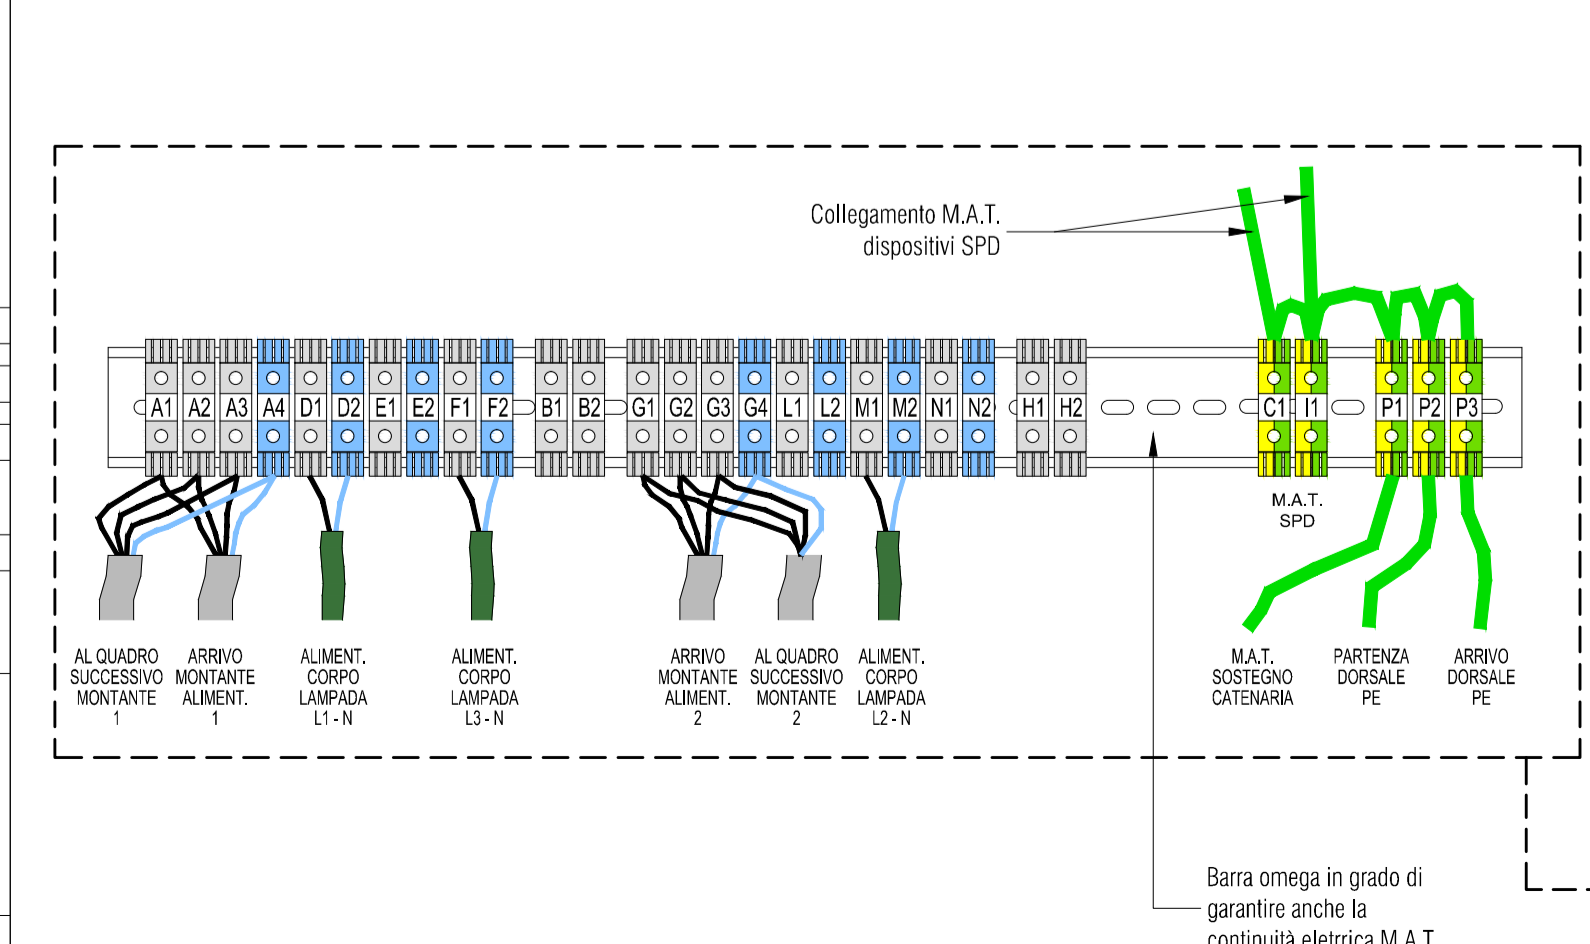 Collegamento M.A.T.
dispositivi SPD
A1 A2 A3 A4 D1 D2 E1 E2 F1 F2 B1 B2 G1 G2 G3 G4 L1 L2 M1 M2 N1 N2 H1 H2 C1 I1 P1 P2 P3
M.A.T.
SPD
AL QUADRO
SUCCESSIVO
MONTANTE
1
ARRIVO
MONTANTE
ALIMENT.
1
ALIMENT.
CORPO
LAMPADA
L1 - N
ALIMENT.
CORPO
LAMPADA
L3 - N
ARRIVO
MONTANTE
ALIMENT.
2
AL QUADRO
SUCCESSIVO
MONTANTE
2
ALIMENT.
CORPO
LAMPADA
L2 - N
M.A.T.
SOSTEGNO
CATENARIA
PARTENZA
DORSALE
PE
ARRIVO
DORSALE
PE
Barra omega in grado di
garantire anche la
continuità eletrrica M.A.T.